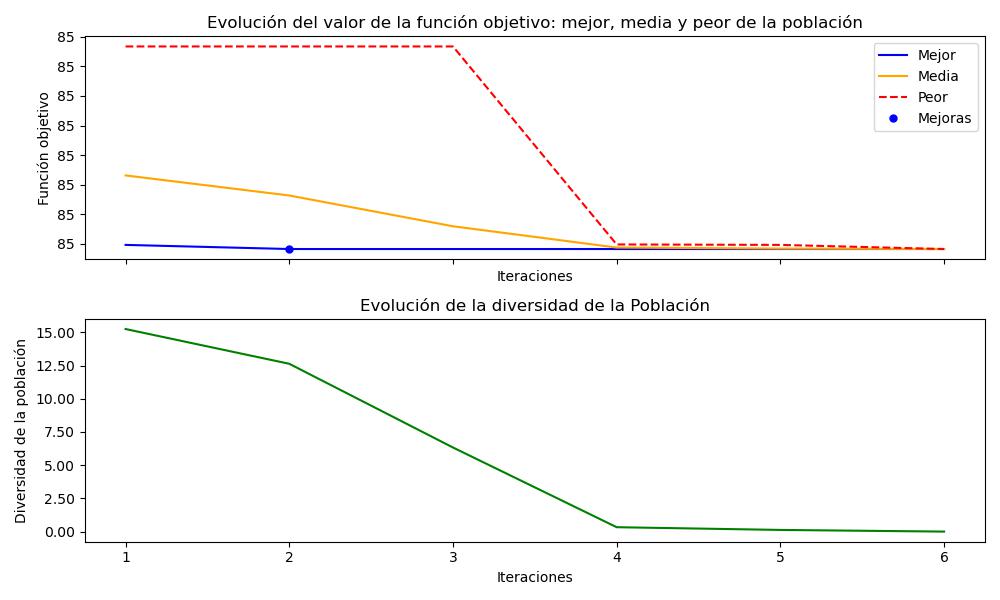 Evolución del valor de la función objetivo: mejor, media y peor de la población
Función objetivo
85
85
85
85
85
85
85
85
Mejor
Media
Peor
Mejoras
Iteraciones
Evolución de la diversidad de la Población
Diversidad de la población
15.00
12.50
10.00
7.50
5.00
2.50
0.00
1 2 3 4 5 6
Iteraciones